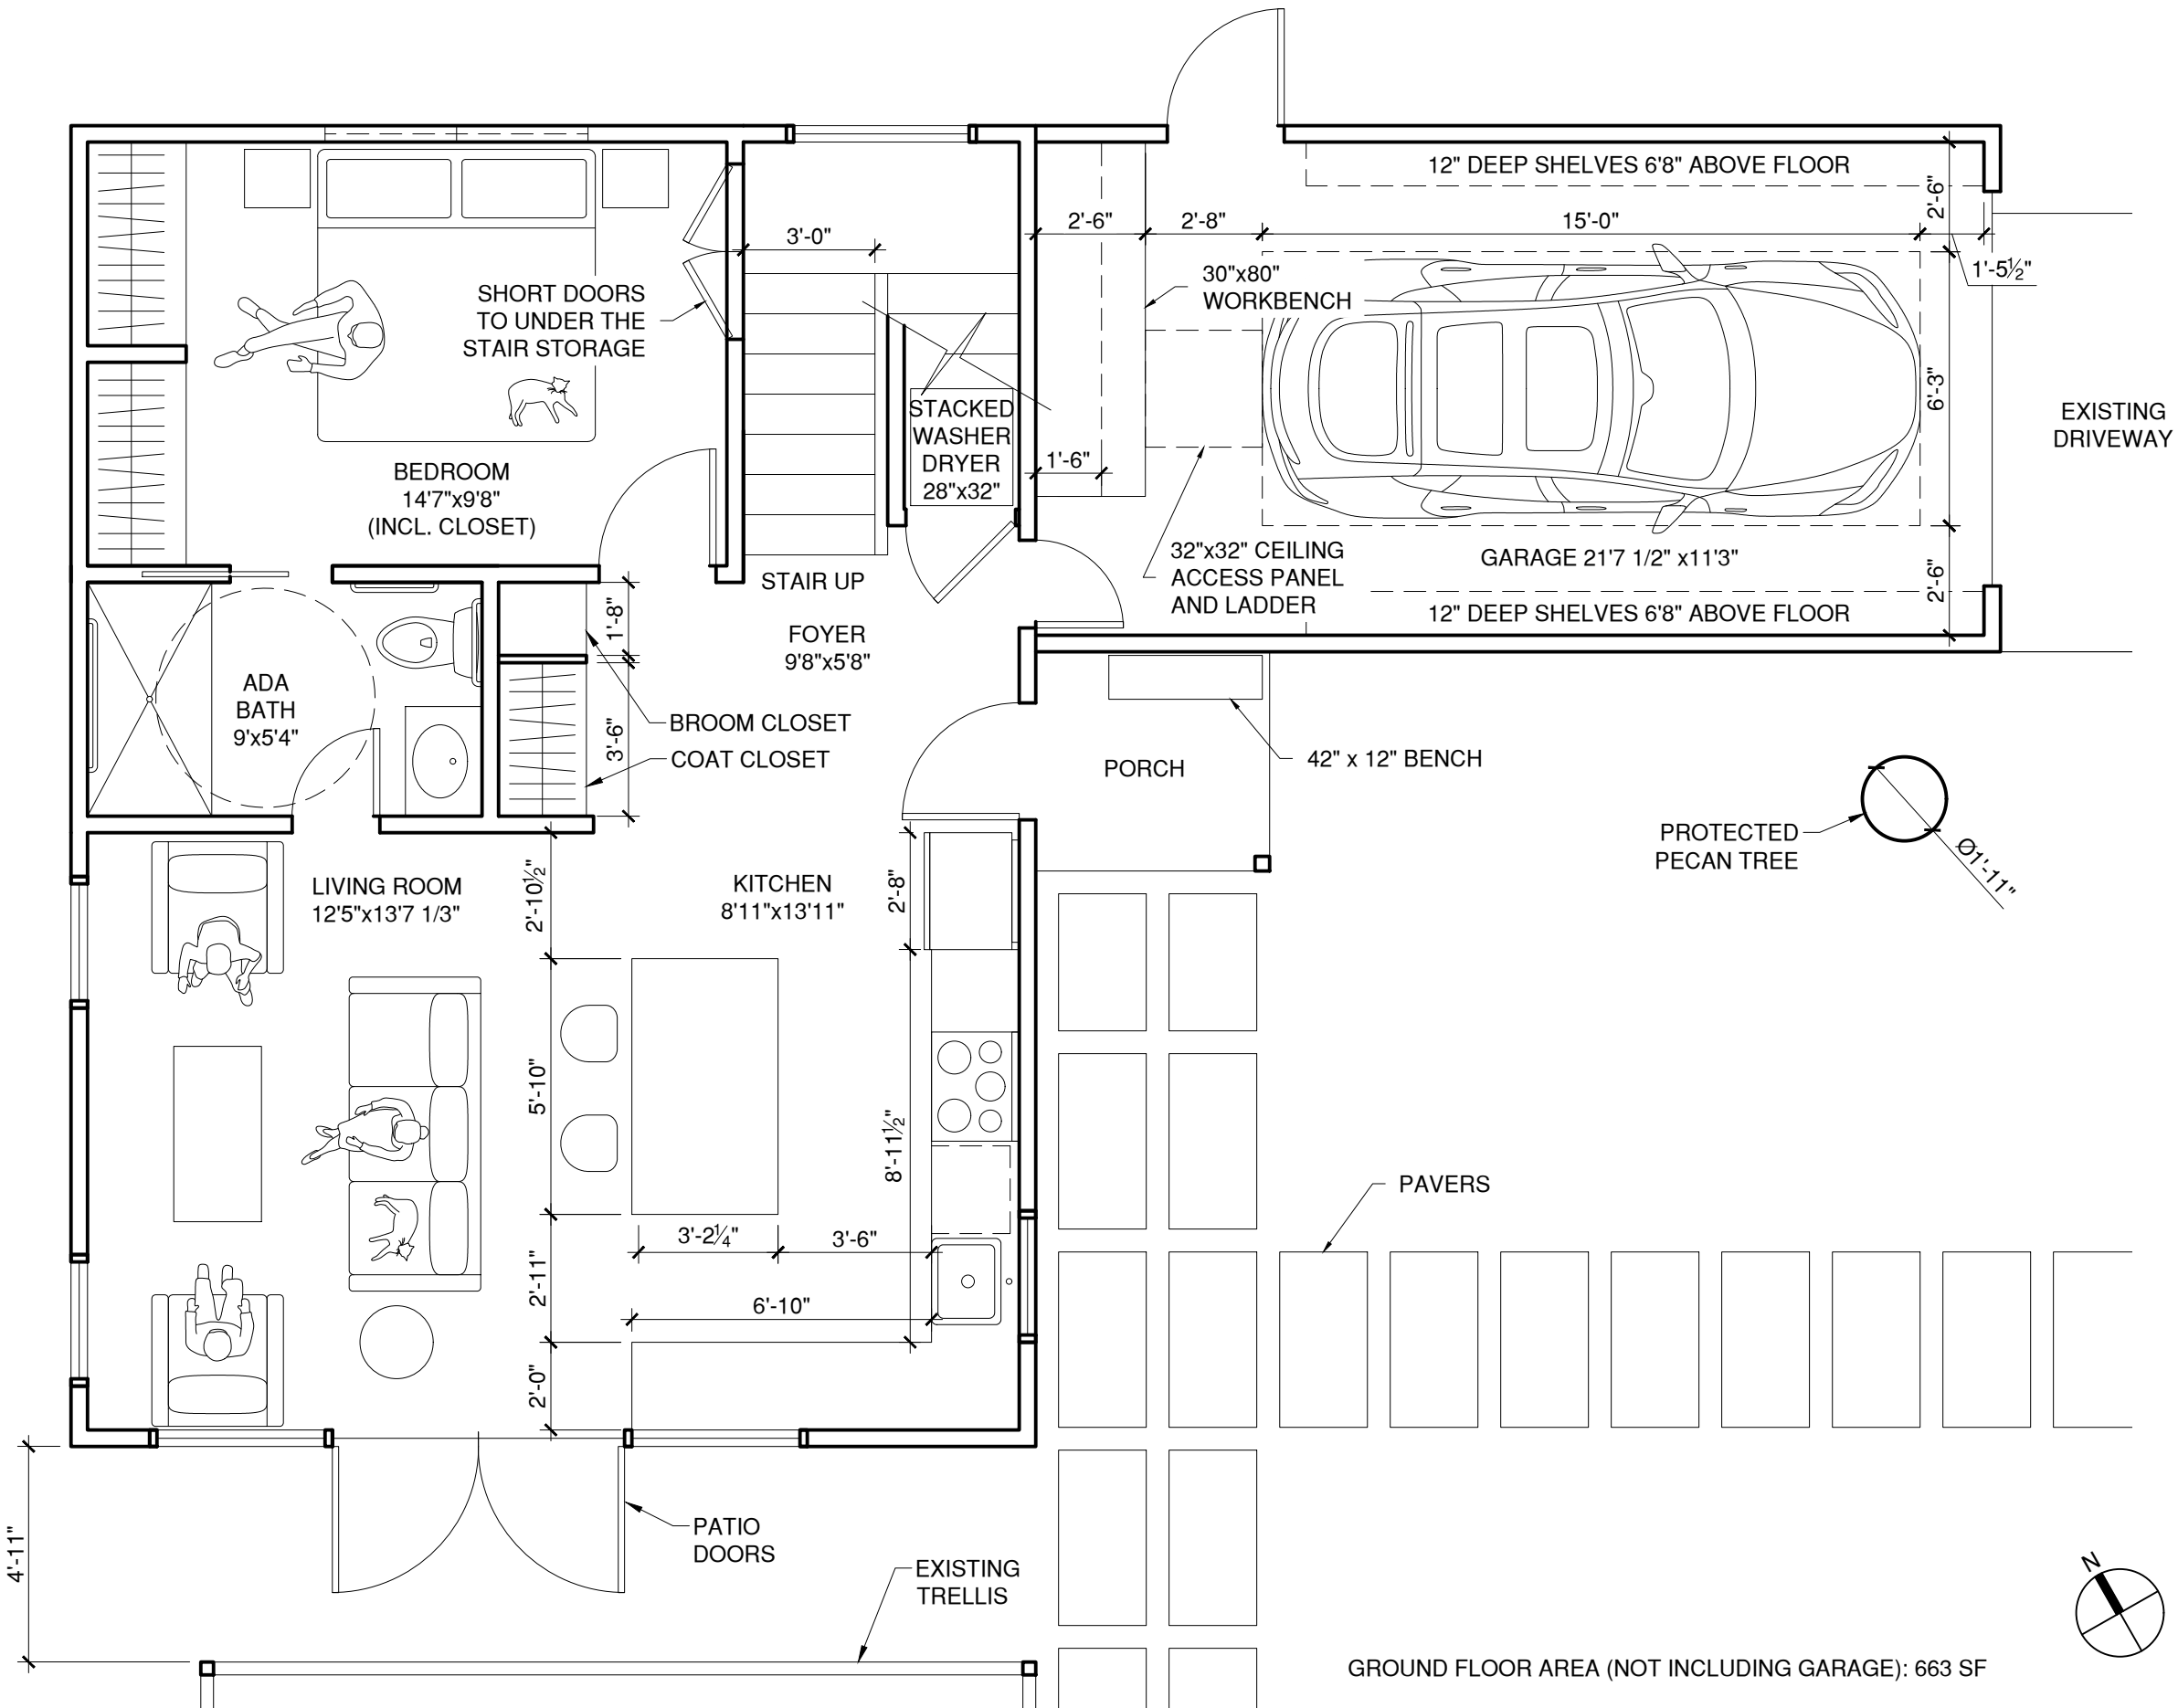 12" DEEP SHELVES 6'8" ABOVE FLOOR
2'-6"
3'-0"
2'-6"
2'-8"
15'-0"
1'-5½"
30"x80"
WORKBENCH
SHORT DOORS
TO UNDER THE
STAIR STORAGE
6'-3"
EXISTING
DRIVEWAY
STACKED
WASHER
DRYER
28"x32"
1'-6"
BEDROOM
14'7"x9'8"
(INCL. CLOSET)
32"x32" CEILING
ACCESS PANEL
AND LADDER
GARAGE 21'7 1/2" x11'3"
2'-6"
12" DEEP SHELVES 6'8" ABOVE FLOOR
STAIR UP
1'-8"
FOYER
9'8"x5'8"
ADA
BATH
9'x5'4"
3'-6"
BROOM CLOSET
COAT CLOSET
PORCH
42" x 12" BENCH
PROTECTED
PECAN TREE
Ø1'-11"
LIVING ROOM
12'5"x13'7 1/3"
2'-10½"
KITCHEN
8'11"x13'11"
2'-8"
5'-10"
8'-11½"
PAVERS
3'-2¼"
3'-6"
2'-11"
6'-10"
2'-0"
4'-11"
PATIO
DOORS
EXISTING
TRELLIS
N
GROUND FLOOR AREA (NOT INCLUDING GARAGE): 663 SF